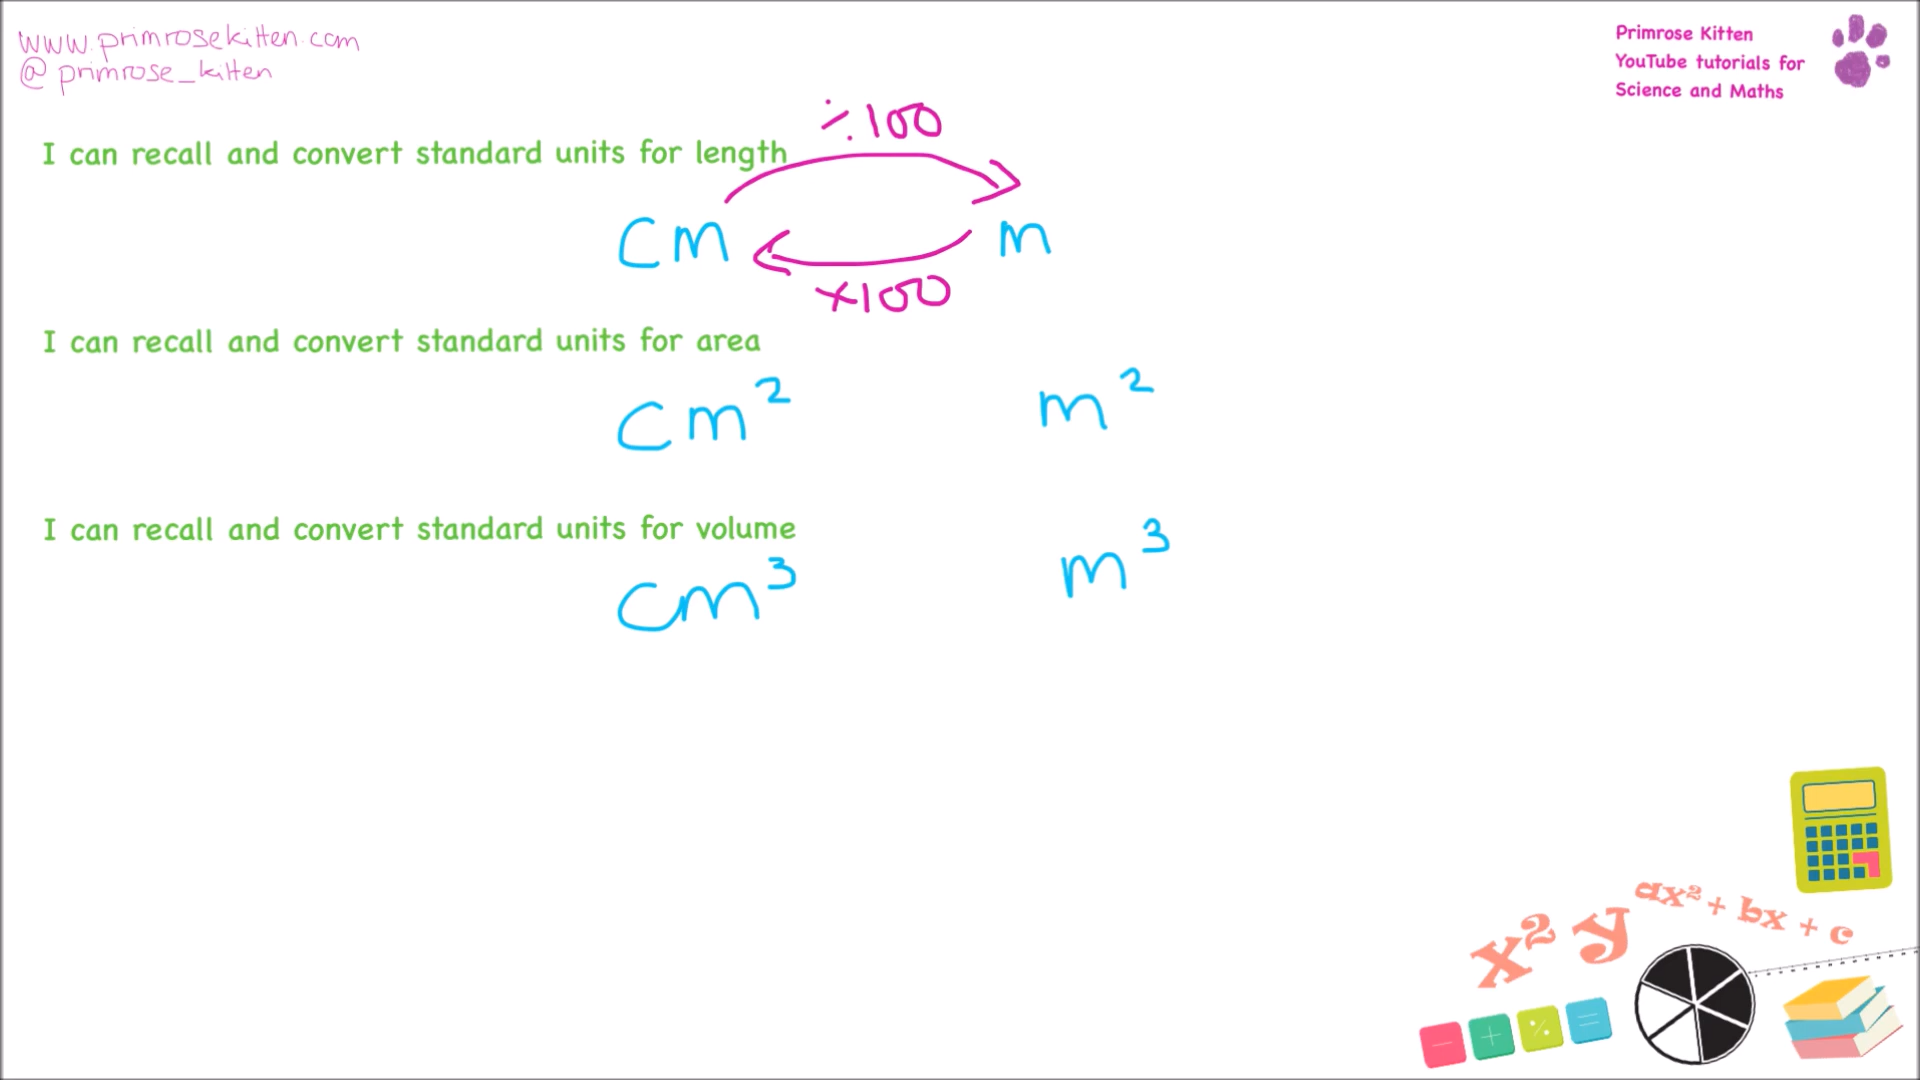 www.primrosekitten.com
@primrose_kitten
Primrose Kitten
YouTube tutorials for
Science and Maths
÷100
I can recall and convert standard units for length
cm m
×100
I can recall and convert standard units for area
cm² m²
I can recall and convert standard units for volume
cm³ m³
ax² + bx + c
x² y
− + % =